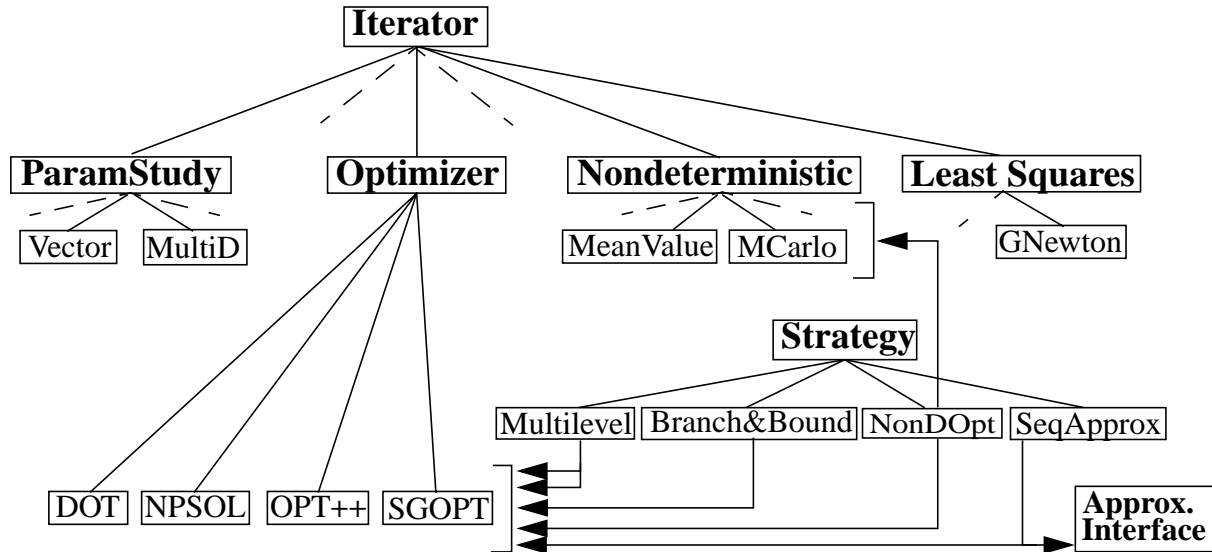 Iterator
ParamStudy
Optimizer
Nondeterministic
Least Squares
Vector
MultiD
MeanValue
MCarlo
GNewton
Strategy
Multilevel
Branch&Bound
NonDOpt
SeqApprox
DOT
NPSOL
OPT++
SGOPT
Approx.
Interface